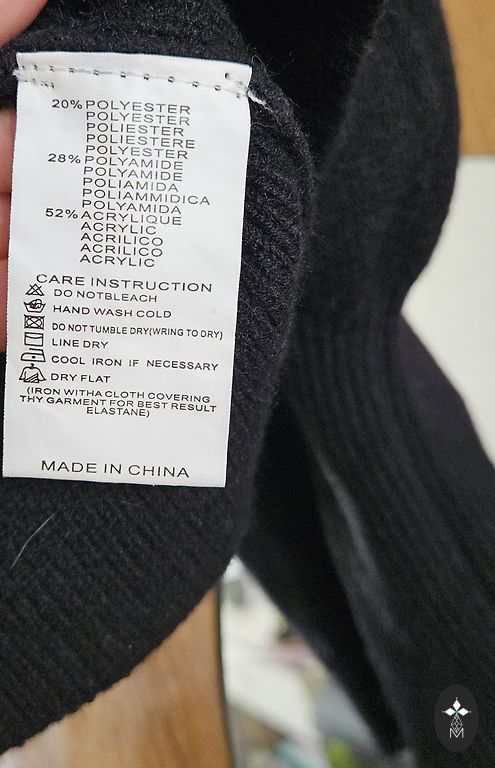 20% POLYESTER
POLYESTER
POLIESTER
POLIESTERE
POLYESTER
28% POLYAMIDE
POLYAMIDE
POLIAMIDA
POLIAMMIDICA
POLYAMIDA
52% ACRYLIQUE
ACRYLIC
ACRILICO
ACRILICO
ACRYLIC
CARE INSTRUCTION
DO NOTBLEACH
HAND WASH COLD
DO NOT TUMBLE DRY(WRING TO DRY)
LINE DRY
COOL IRON IF NECESSARY
DRY FLAT
(IRON WITHA CLOTH COVERING
THY GARMENT FOR BEST RESULT
ELASTANE)
MADE IN CHINA
M